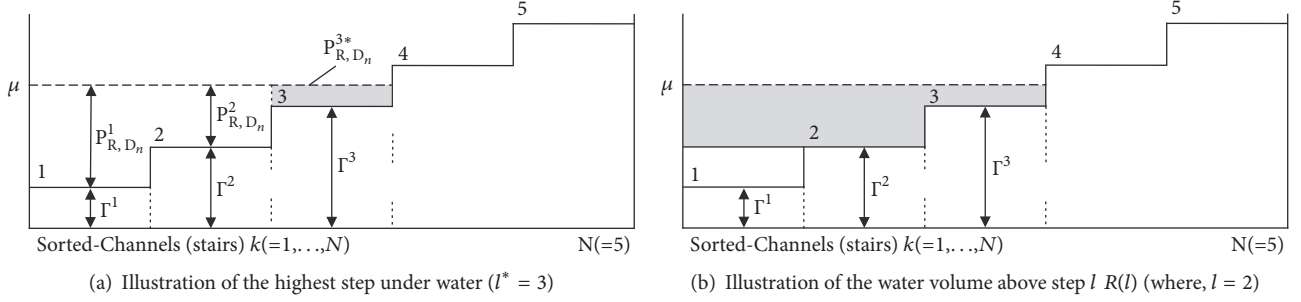 5
P^{3*}_{R, D_n}
4
μ
3
P^1_{R, D_n}
2
P^2_{R, D_n}
1
Γ^1
Γ^2
Γ^3
Sorted-Channels (stairs) k(=1,…,N)
N(=5)
(a) Illustration of the highest step under water (l* = 3)
5
4
μ
3
2
1
Γ^1
Γ^2
Γ^3
Sorted-Channels (stairs) k(=1,…,N)
N(=5)
(b) Illustration of the water volume above step l R(l) (where, l = 2)